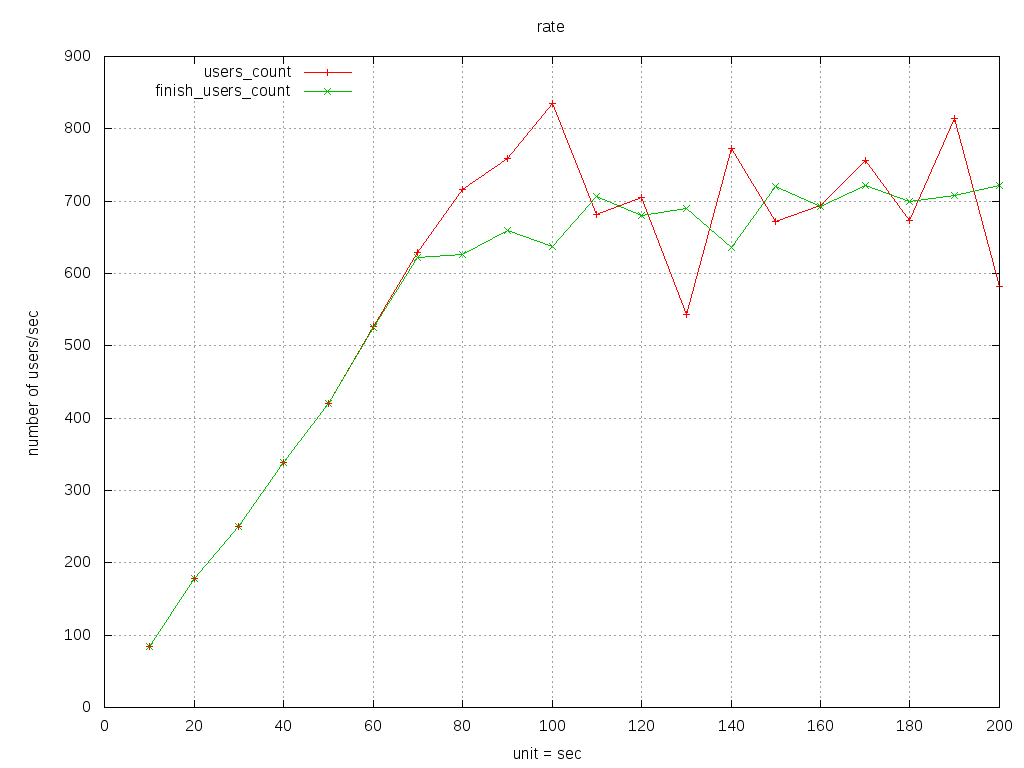 rate
900
users_count
finish_users_count
800
700
600
500
400
300
200
100
0
number of users/sec
0 20 40 60 80 100 120 140 160 180 200
unit = sec